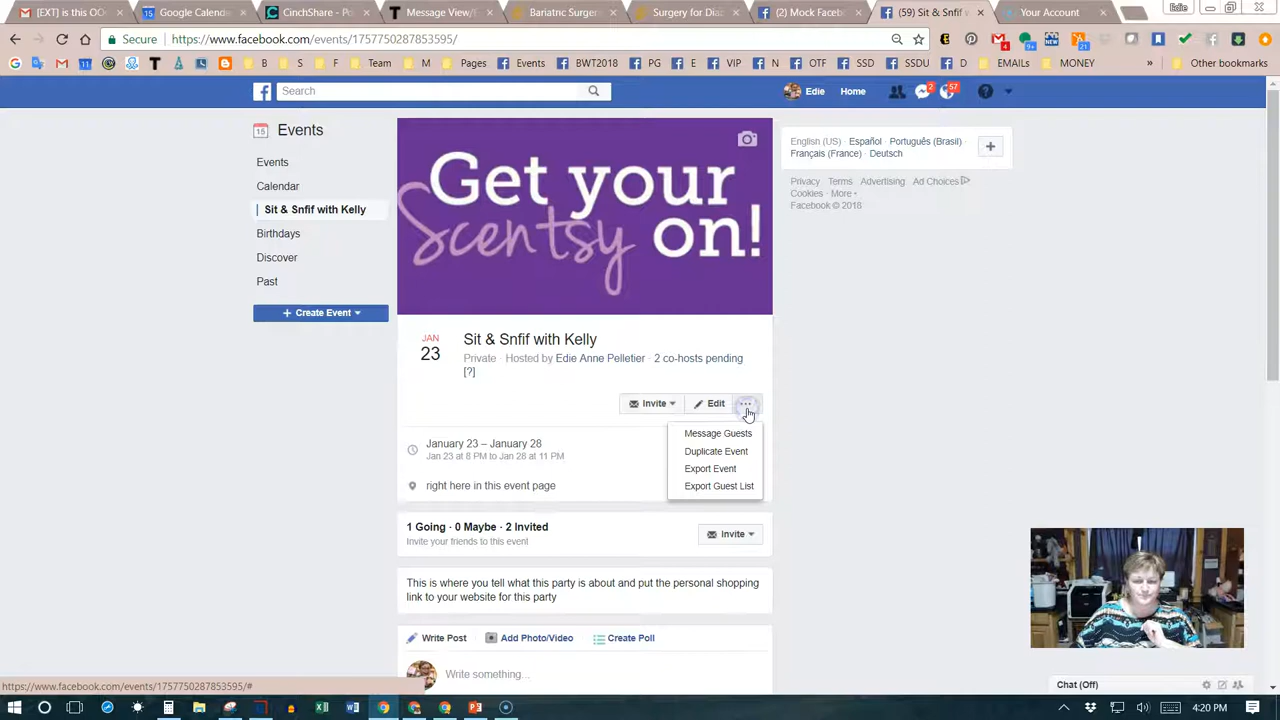 [EXT] is this OO
Google Calend
CinchShare - Po
Message View/
Bariatric Surger
Surgery for Dia
(2) Mock Faceb
(59) Sit & Snfif w
Your Account
Edie
Secure https://www.facebook.com/events/1757750287853595/
B S F Team M Pages Events BWT2018 PG E VIP N OTF SSD SSDU D EMAILs MONEY » Other bookmarks
Search
Edie Home 2 57
Events
Events
Calendar
Sit & Snfif with Kelly
Birthdays
Discover
Past
+ Create Event
Get your
Scentsy on!
JAN
23
Sit & Snfif with Kelly
Private · Hosted by Edie Anne Pelletier · 2 co-hosts pending
[?]
Invite Edit ...
Message Guests
Duplicate Event
Export Event
Export Guest List
January 23 – January 28
Jan 23 at 8 PM to Jan 28 at 11 PM
right here in this event page
1 Going · 0 Maybe · 2 Invited
Invite your friends to this event
Invite
This is where you tell what this party is about and put the personal shopping
link to your website for this party
Write Post Add Photo/Video Create Poll
Write something...
English (US) · Español · Português (Brasil) ·
Français (France) · Deutsch
Privacy · Terms · Advertising · Ad Choices
Cookies · More
Facebook © 2018
https://www.facebook.com/events/1757750287853595/#
Chat (Off)
4:20 PM